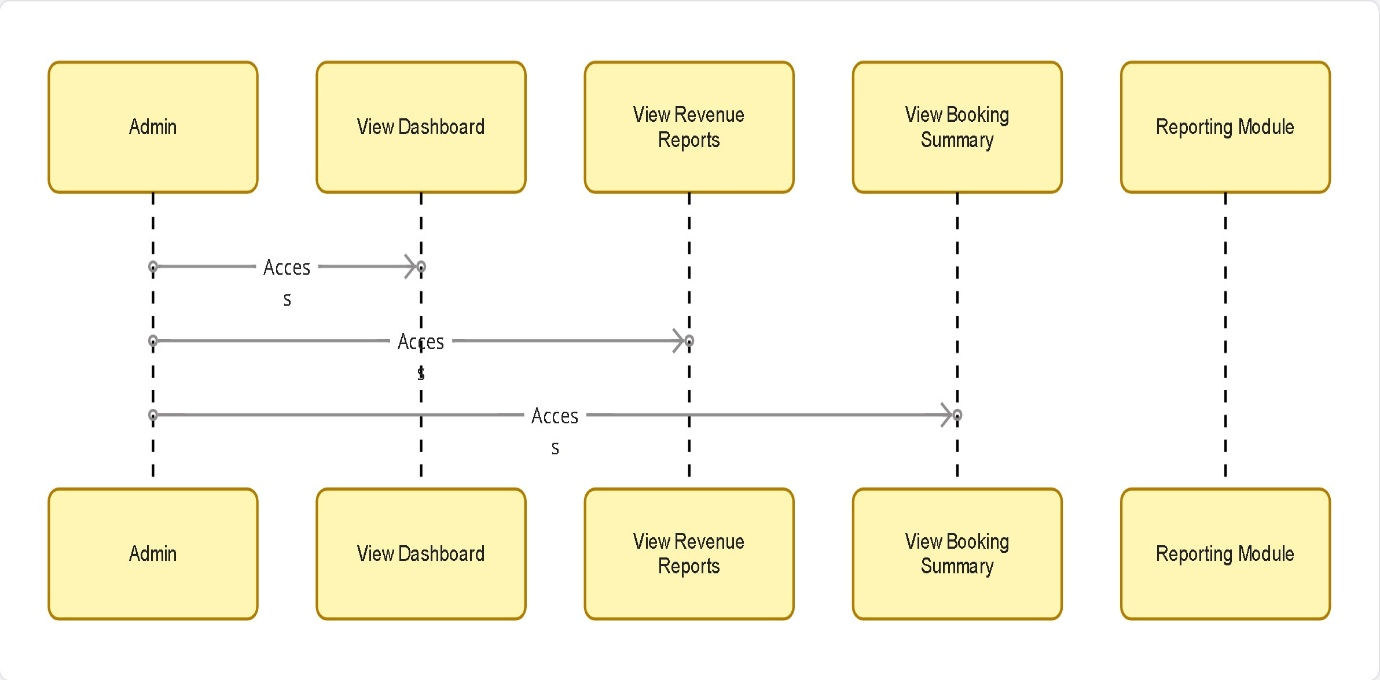 Admin
View Dashboard
View Revenue
Reports
View Booking
Summary
Reporting Module
Acces
s
Acces
s
Acces
s
Admin
View Dashboard
View Revenue
Reports
View Booking
Summary
Reporting Module